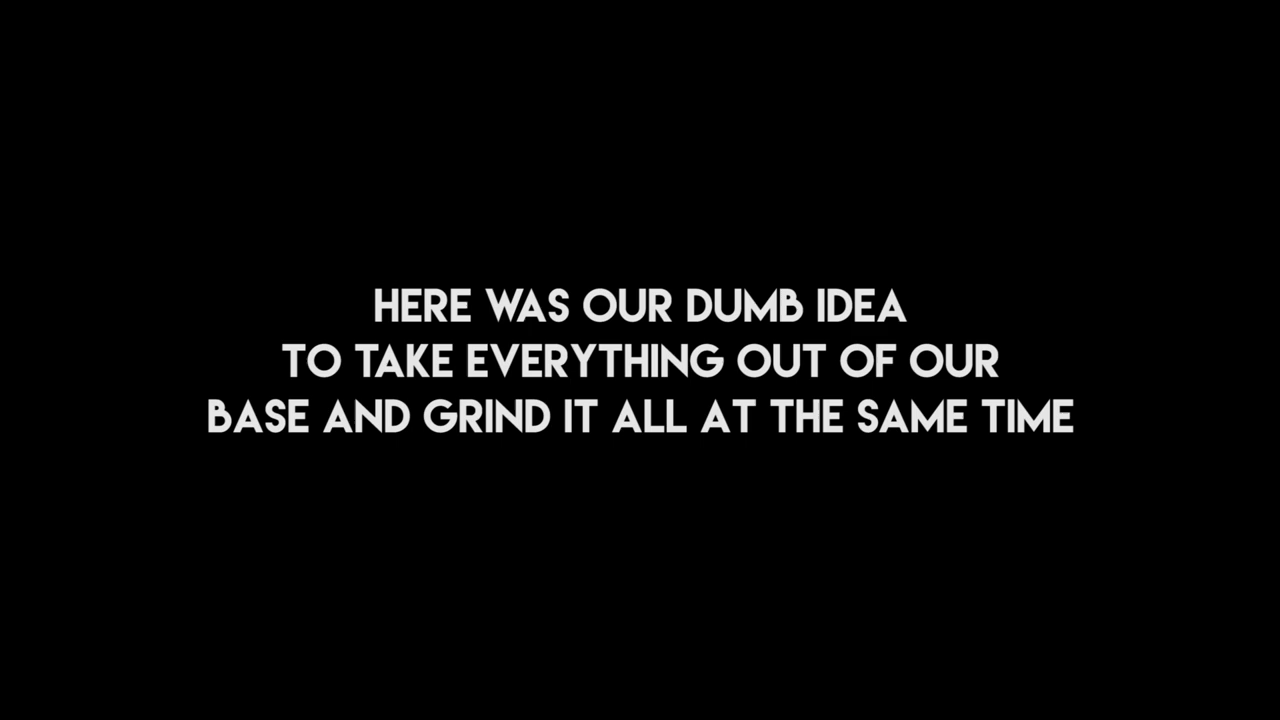 HERE WAS OUR DUMB IDEA
TO TAKE EVERYTHING OUT OF OUR
BASE AND GRIND IT ALL AT THE SAME TIME